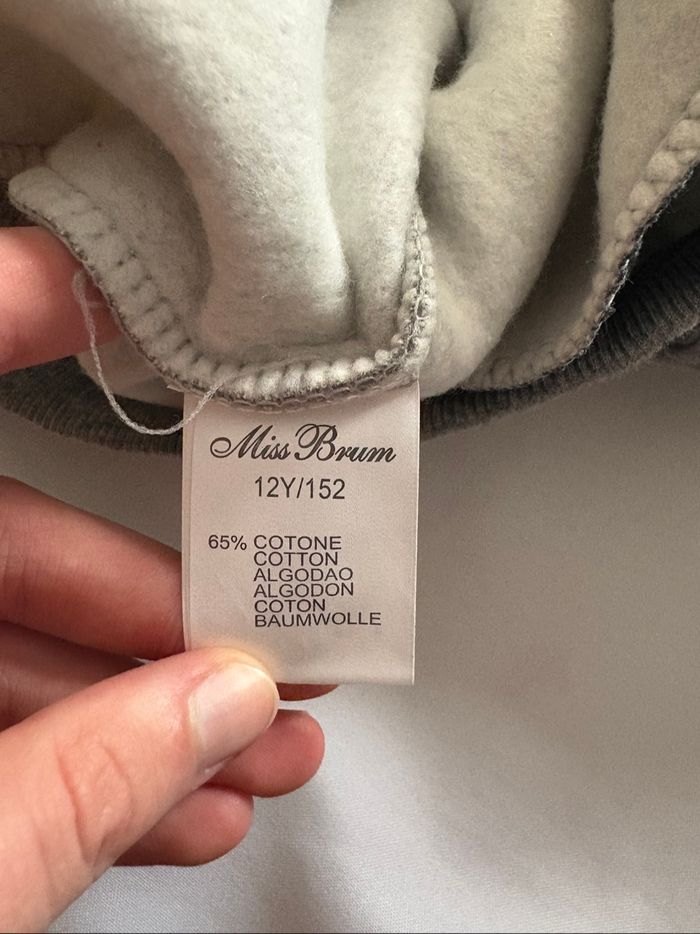 Miss Brum
12Y/152
65% COTONE
COTTON
ALGODAO
ALGODON
COTON
BAUMWOLLE